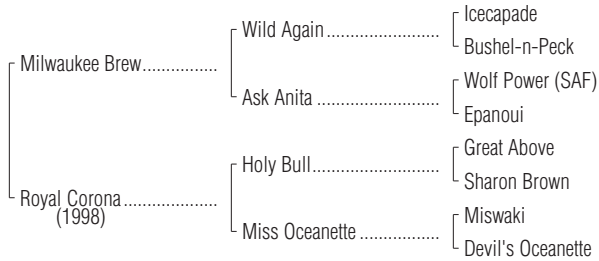 Icecapade
Wild Again
Bushel-n-Peck
Milwaukee Brew
Wolf Power (SAF)
Ask Anita
Epanoui
Great Above
Holy Bull
Sharon Brown
Royal Corona
(1998)
Miswaki
Miss Oceanette
Devil's Oceanette